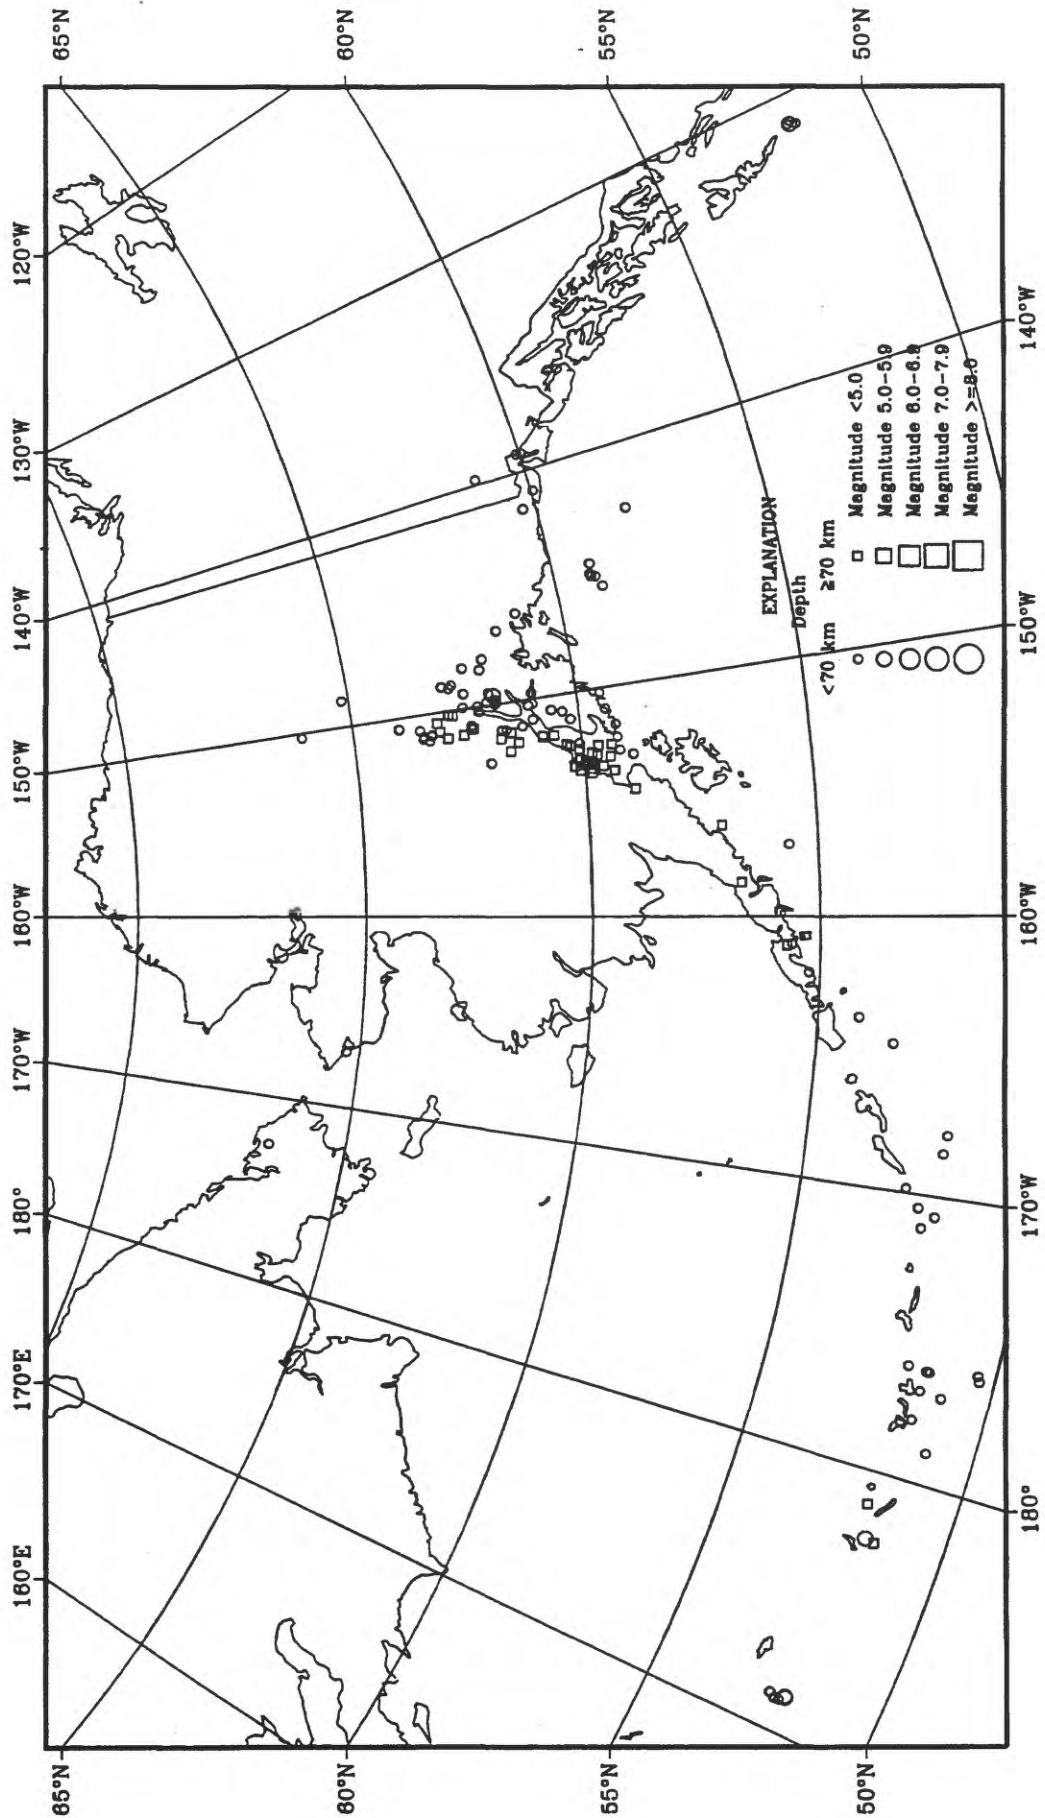 160°E 170°E 180° 170°W 160°W 150°W 140°W 130°W 120°W
65°N 65°N
60°N 60°N
55°N 55°N
EXPLANATION
Depth
<70 km ≥70 km
Magnitude <5.0
50°N 50°N
Magnitude 5.0-5.9
Magnitude 6.0-6.9
Magnitude 7.0-7.9
Magnitude >=8.0
180° 170°W 160°W 150°W 140°W